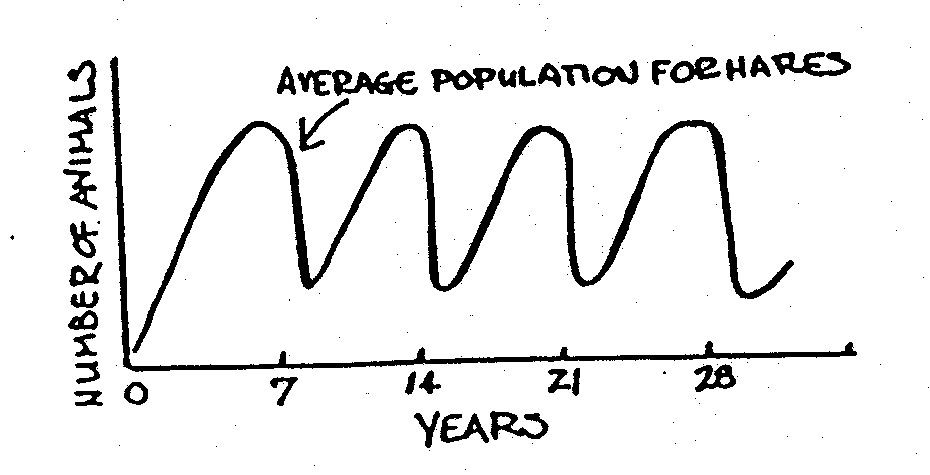 AVERAGE POPULATION FOR HARES
NUMBER OF ANIMALS
0 7 14 21 28
YEARS